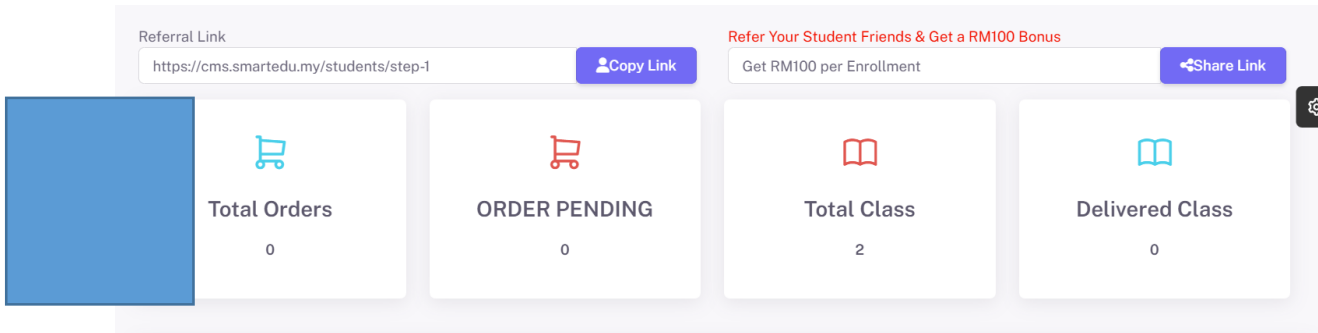 Referral Link
Refer Your Student Friends & Get a RM100 Bonus
https://cms.smartedu.my/students/step-1
Copy Link
Get RM100 per Enrollment
Share Link
Total Orders
0
ORDER PENDING
0
Total Class
2
Delivered Class
0